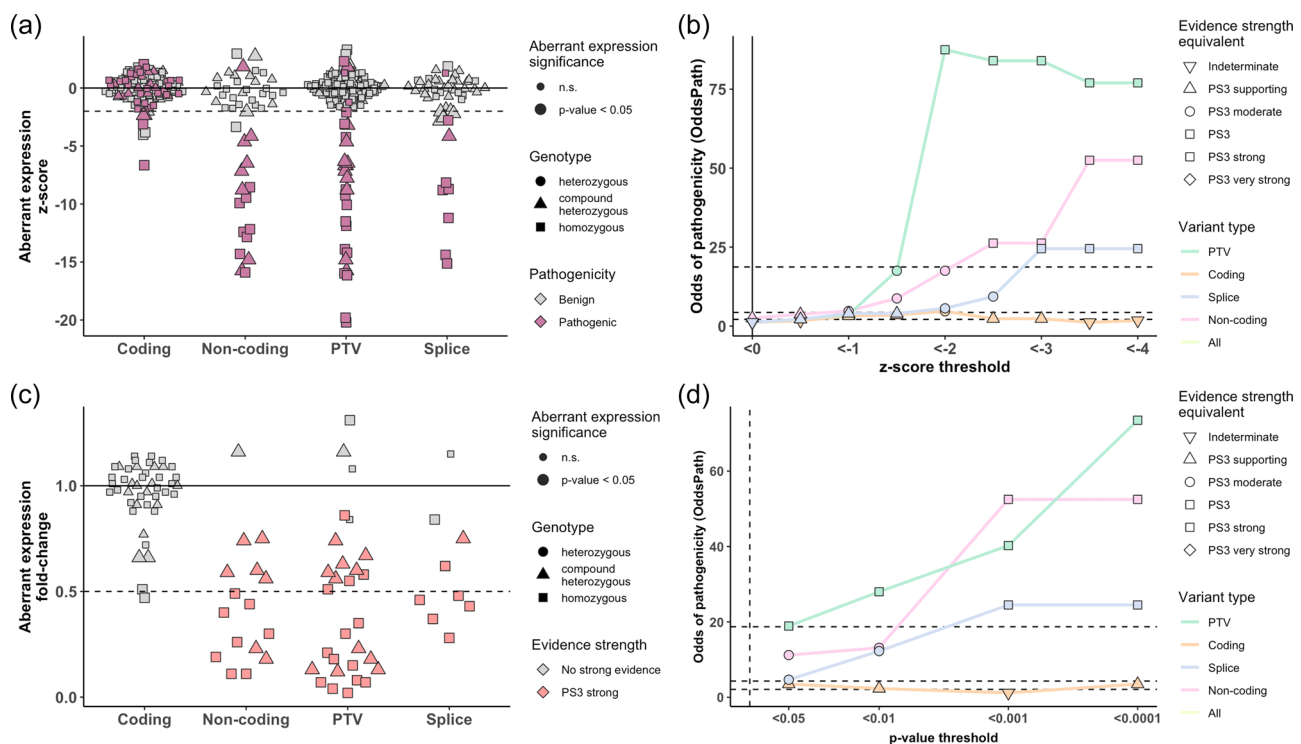 (a)
Aberrant expression
z-score
0
-5
-10
-15
-20
Coding
Non-coding
PTV
Splice
Aberrant expression
significance
n.s.
p-value < 0.05
Genotype
heterozygous
compound
heterozygous
homozygous
Pathogenicity
Benign
Pathogenic
(b)
Odds of pathogenicity (OddsPath)
75
50
25
0
<0
<-1
<-2
<-3
<-4
z-score threshold
Evidence strength
equivalent
Indeterminate
PS3 supporting
PS3 moderate
PS3
PS3 strong
PS3 very strong
Variant type
PTV
Coding
Splice
Non-coding
All
(c)
Aberrant expression
fold-change
1.0
0.5
0.0
Coding
Non-coding
PTV
Splice
Aberrant expression
significance
n.s.
p-value < 0.05
Genotype
heterozygous
compound
heterozygous
homozygous
Evidence strength
No strong evidence
PS3 strong
(d)
Odds of pathogenicity (OddsPath)
60
40
20
0
<0.05
<0.01
<0.001
<0.0001
p-value threshold
Evidence strength
equivalent
Indeterminate
PS3 supporting
PS3 moderate
PS3
PS3 strong
PS3 very strong
Variant type
PTV
Coding
Splice
Non-coding
All